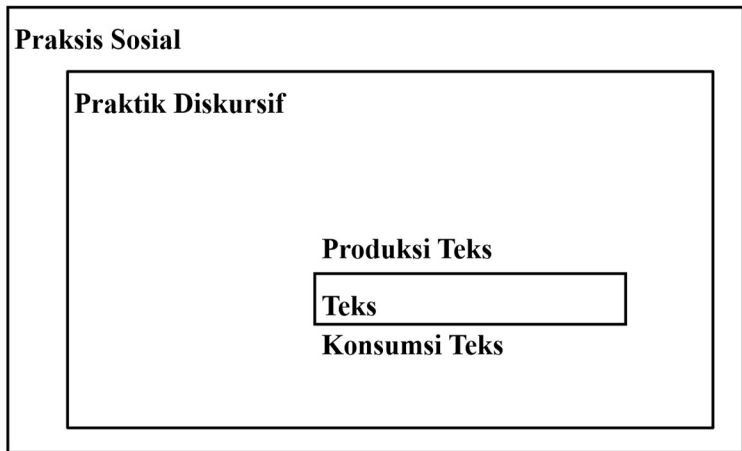 Praksis Sosial
Praktik Diskursif
Produksi Teks
Teks
Konsumsi Teks